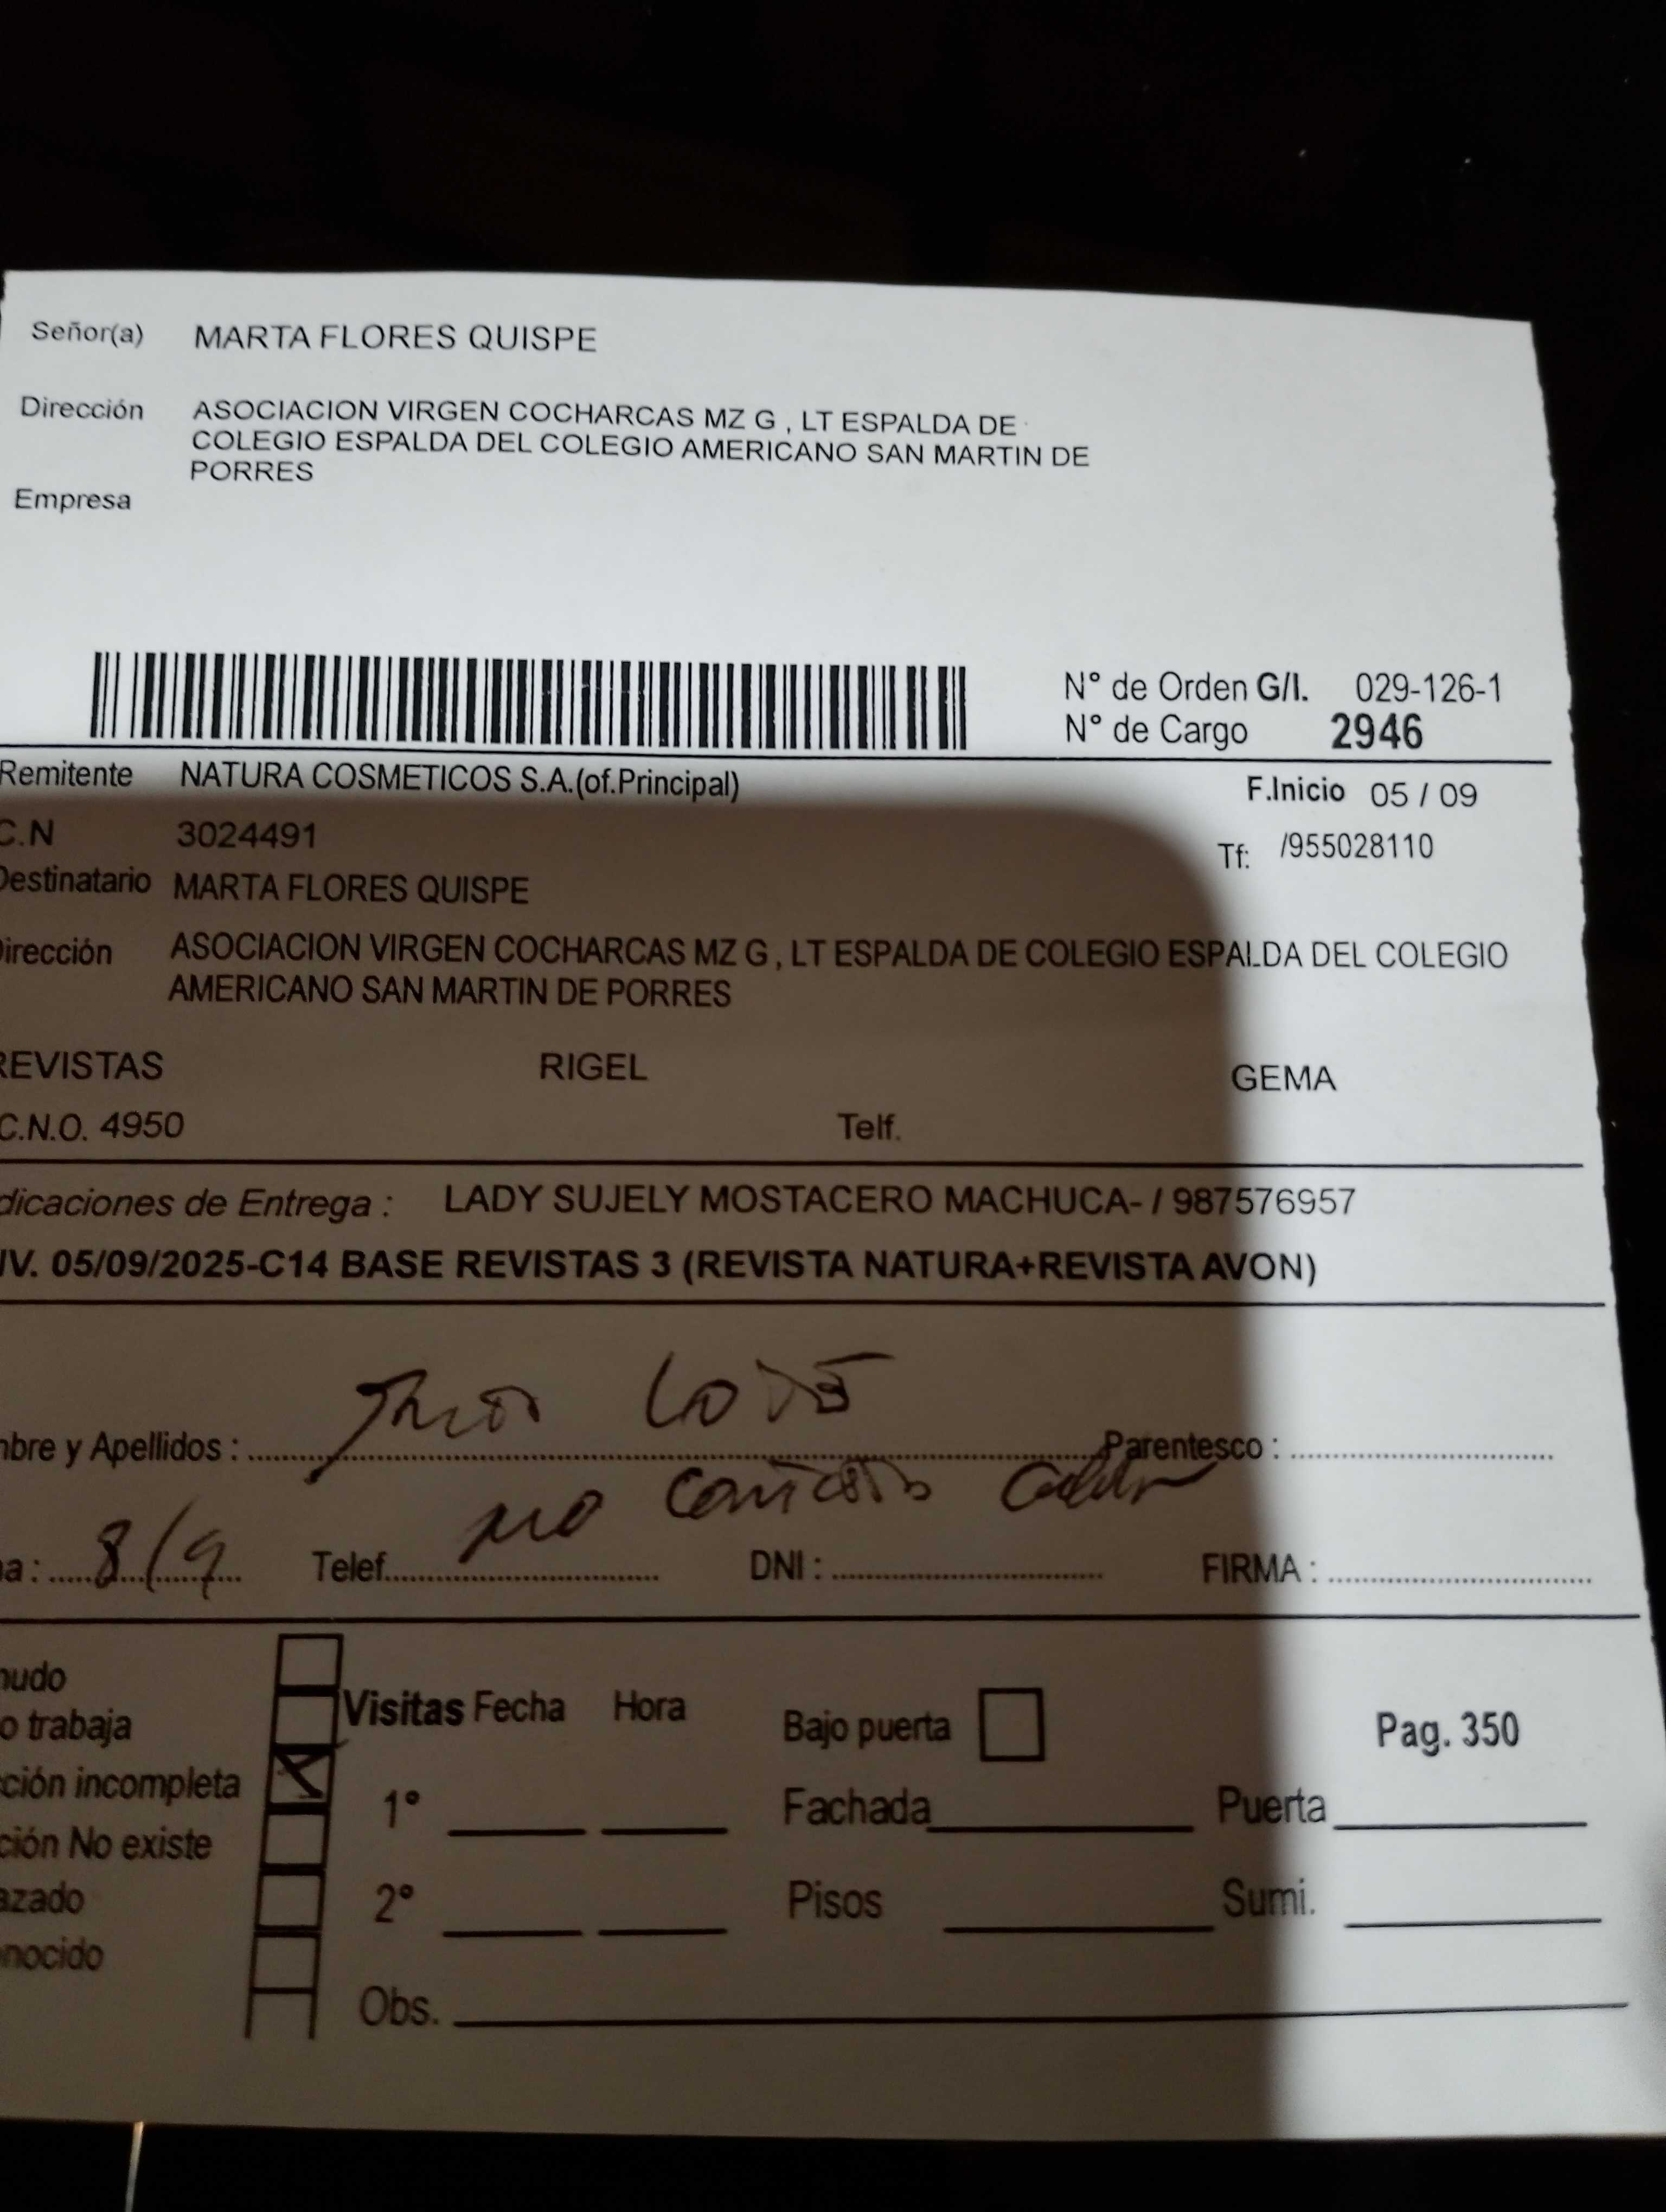 Señor(a) MARTA FLORES QUISPE
Dirección ASOCIACION VIRGEN COCHARCAS MZ G , LT ESPALDA DE
COLEGIO ESPALDA DEL COLEGIO AMERICANO SAN MARTIN DE
PORRES
Empresa
N° de Orden G/I. 029-126-1
N° de Cargo 2946
Remitente NATURA COSMETICOS S.A.(of.Principal) F.Inicio 05 / 09
C.N 3024491 Tf: /955028110
Destinatario MARTA FLORES QUISPE
irección ASOCIACION VIRGEN COCHARCAS MZ G , LT ESPALDA DE COLEGIO ESPALDA DEL COLEGIO
AMERICANO SAN MARTIN DE PORRES
REVISTAS RIGEL GEMA
C.N.O. 4950 Telf.
dicaciones de Entrega : LADY SUJELY MOSTACERO MACHUCA- / 987576957
IV. 05/09/2025-C14 BASE REVISTAS 3 (REVISTA NATURA+REVISTA AVON)
bre y Apellidos : Parentesco :
no
a : 8/9 Telef. DNI : FIRMA :
udo
o trabaja Visitas Fecha Hora Bajo puerta Pag. 350
ción incompleta 1° Fachada Puerta
ción No existe
azado 2° Pisos Sumi.
nocido
Obs.